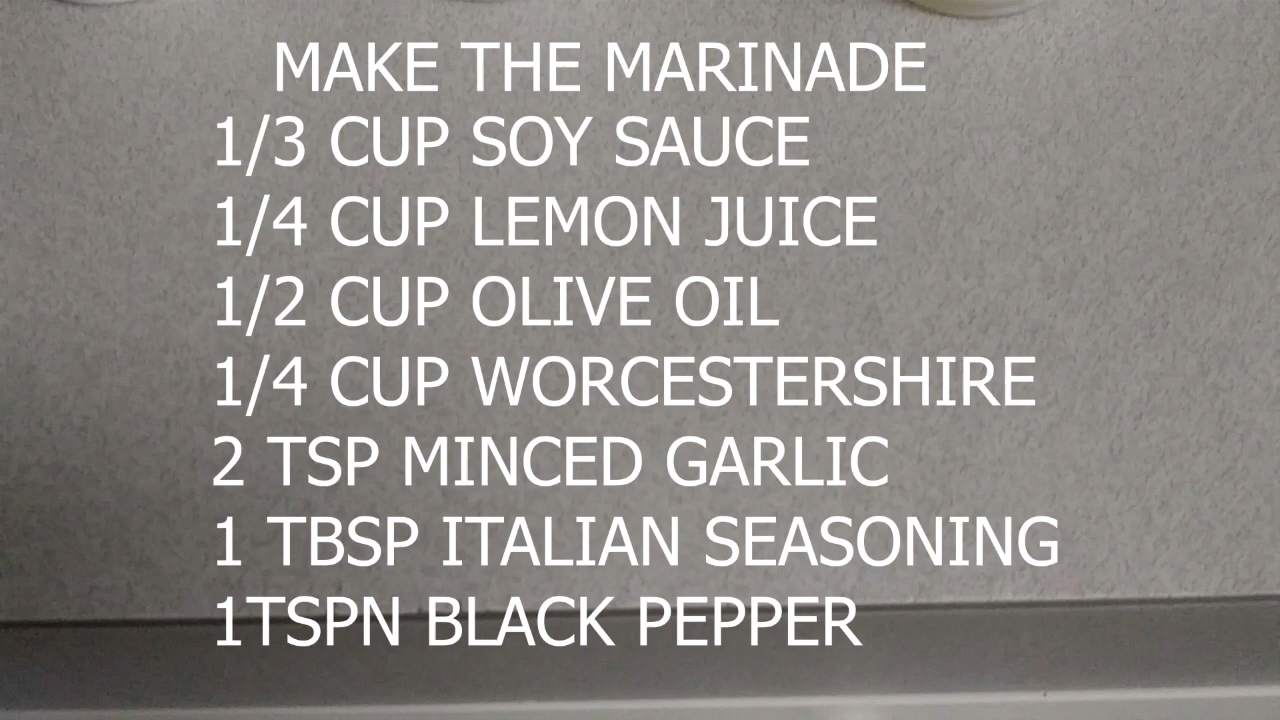 MAKE THE MARINADE
1/3 CUP SOY SAUCE
1/4 CUP LEMON JUICE
1/2 CUP OLIVE OIL
1/4 CUP WORCESTERSHIRE
2 TSP MINCED GARLIC
1 TBSP ITALIAN SEASONING
1TSPN BLACK PEPPER